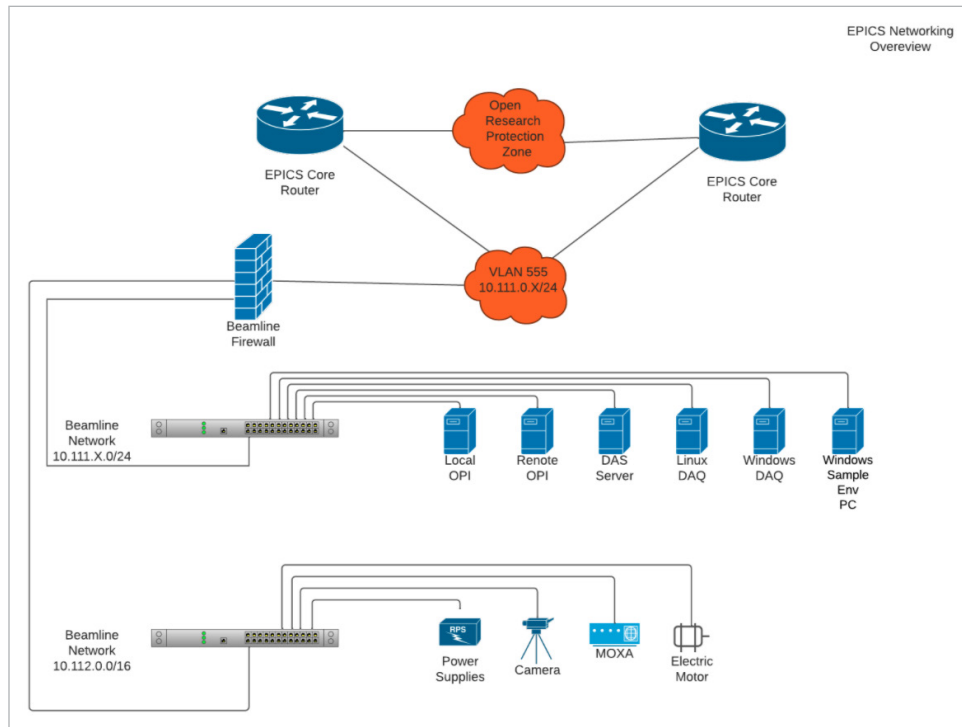 EPICS Networking
Overeview
Open
Research
Protection
Zone
EPICS Core
Router
EPICS Core
Router
VLAN 555
10.111.0.X/24
Beamline
Firewall
Beamline
Network
10.111.X.0/24
Local
OPI
Renote
OPI
DAS
Server
Linux
DAQ
Windows
DAQ
Windows
Sample
Env
PC
Beamline
Network
10.112.0.0/16
RPS
Power
Supplies
Camera
MOXA
Electric
Motor